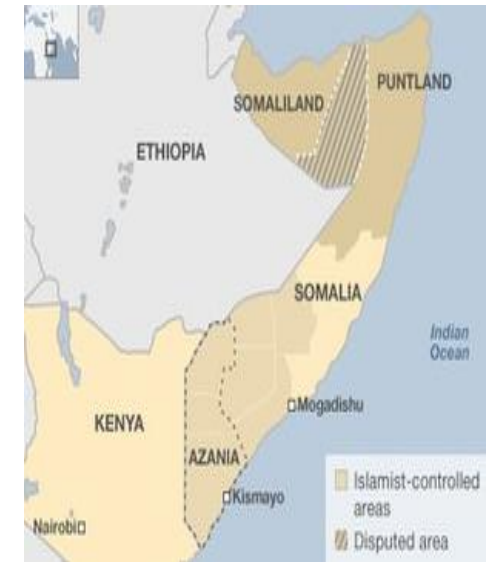 PUNTLAND
SOMALILAND
ETHIOPIA
SOMALIA
Indian
Ocean
Mogadishu
KENYA
AZANIA
Kismayo
Nairobi
Islamist-controlled
areas
Disputed area